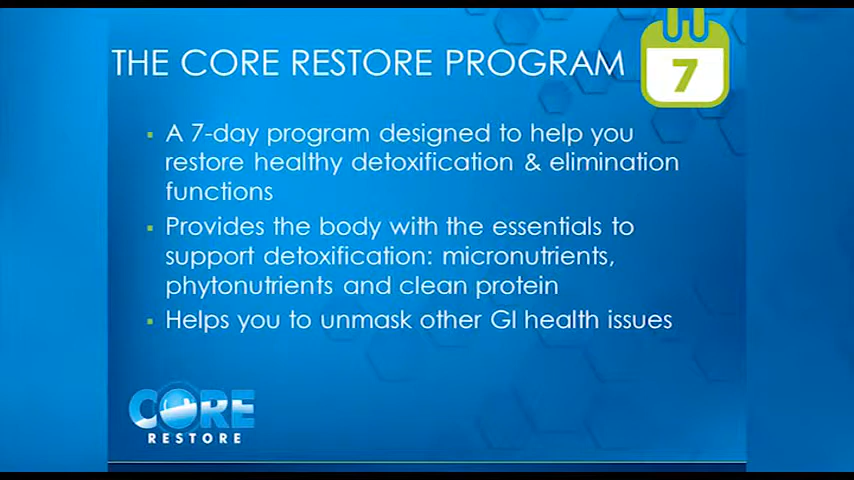 THE CORE RESTORE PROGRAM
7
▪ A 7-day program designed to help you
restore healthy detoxification & elimination
functions
▪ Provides the body with the essentials to
support detoxification: micronutrients,
phytonutrients and clean protein
▪ Helps you to unmask other GI health issues
CORE
RESTORE